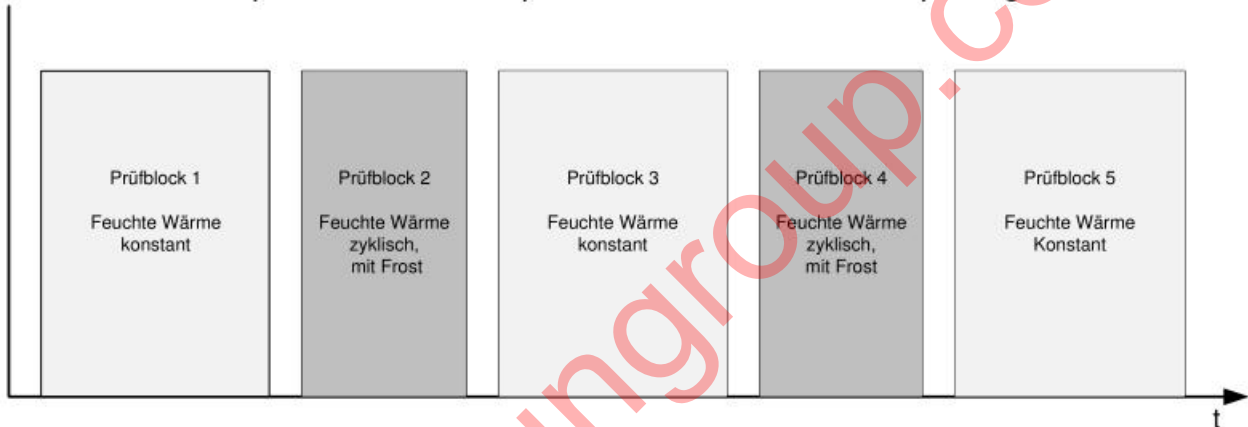 Prüfblock 1
Feuchte Wärme
konstant
Prüfblock 2
Feuchte Wärme
zyklisch,
mit Frost
Prüfblock 3
Feuchte Wärme
konstant
Prüfblock 4
Feuchte Wärme
zyklisch,
mit Frost
Prüfblock 5
Feuchte Wärme
Konstant
t